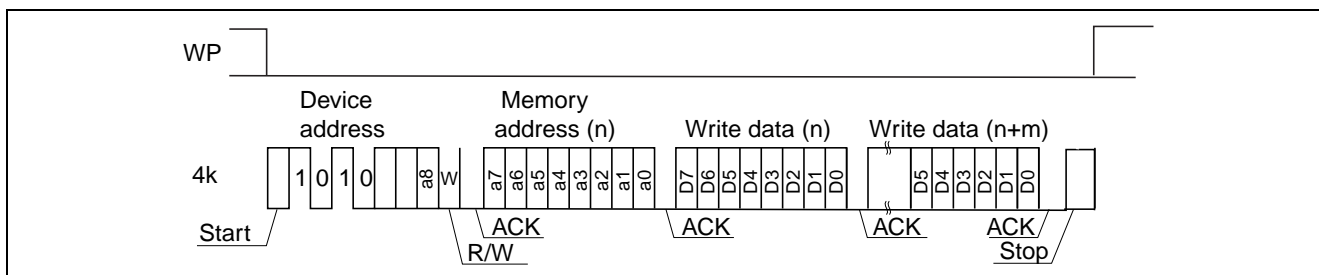 WP
Device address
Memory address (n)
Write data (n)
Write data (n+m)
4k
1 0 1 0 a8 W a7 a6 a5 a4 a3 a2 a1 a0 D7 D6 D5 D4 D3 D2 D1 D0 D5 D4 D3 D2 D1 D0
Start
R/W
ACK
ACK
ACK
ACK
Stop